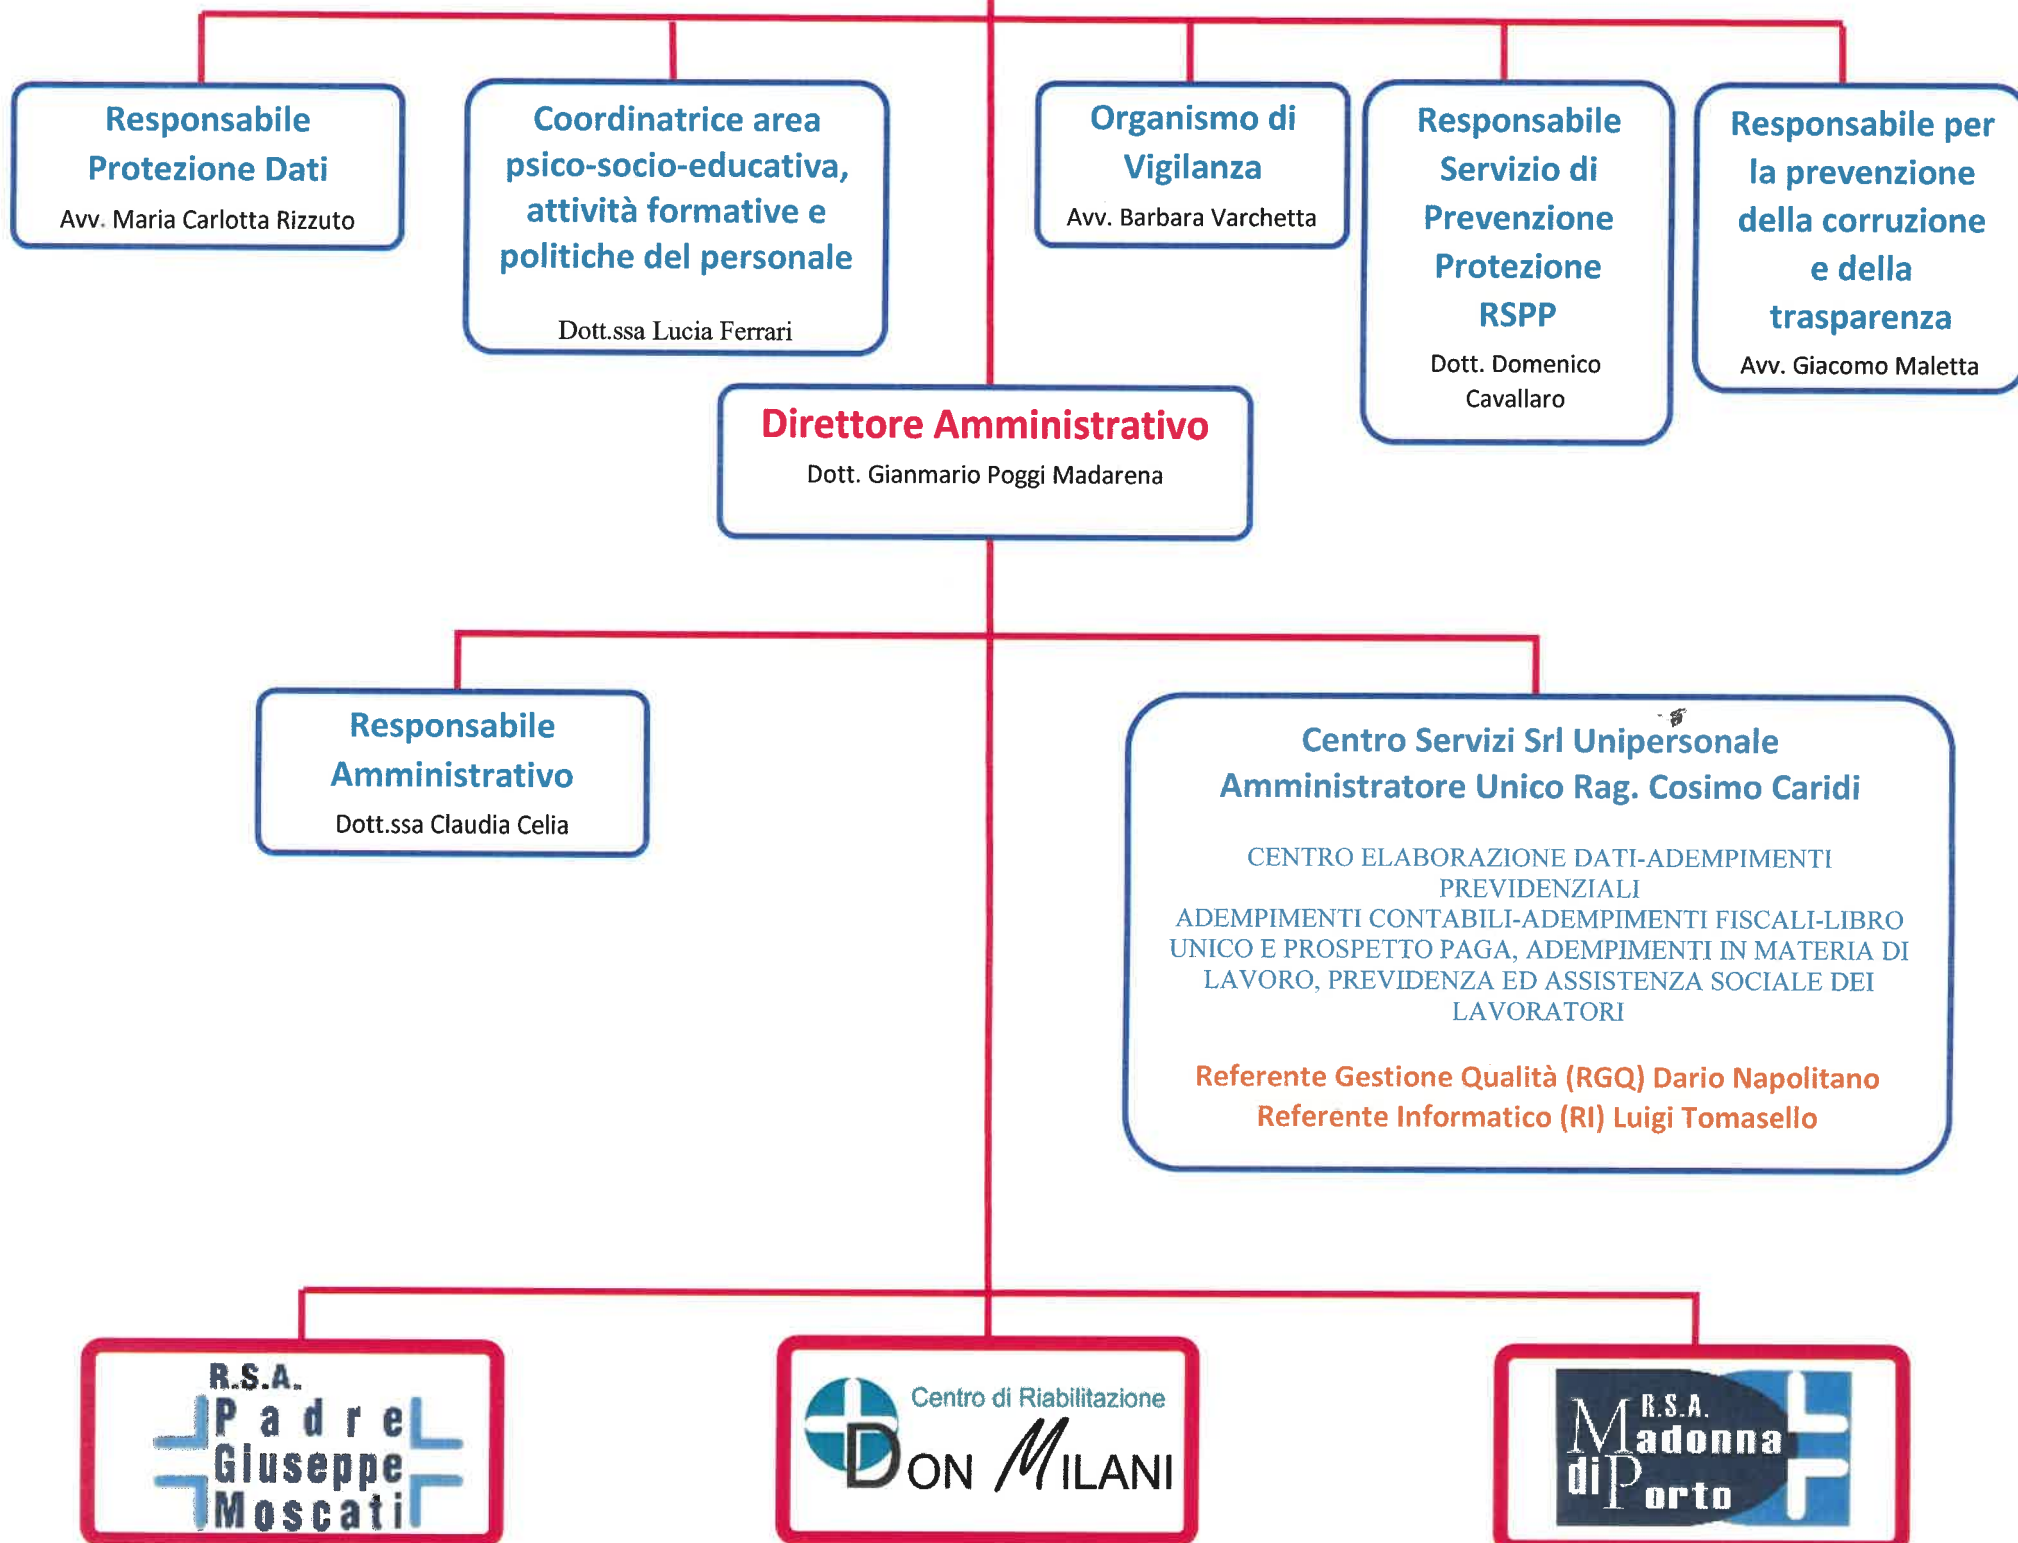 Responsabile
Protezione Dati
Avv. Maria Carlotta Rizzuto
Coordinatrice area
psico-socio-educativa,
attività formative e
politiche del personale
Dott.ssa Lucia Ferrari
Organismo di
Vigilanza
Avv. Barbara Varchetta
Responsabile
Servizio di
Prevenzione
Protezione
RSPP
Dott. Domenico
Cavallaro
Responsabile per
la prevenzione
della corruzione
e della
trasparenza
Avv. Giacomo Maletta
Direttore Amministrativo
Dott. Gianmario Poggi Madarena
Responsabile
Amministrativo
Dott.ssa Claudia Celia
Centro Servizi Srl Unipersonale
Amministratore Unico Rag. Cosimo Caridi
CENTRO ELABORAZIONE DATI-ADEMPIMENTI
PREVIDENZIALI
ADEMPIMENTI CONTABILI-ADEMPIMENTI FISCALI-LIBRO
UNICO E PROSPETTO PAGA, ADEMPIMENTI IN MATERIA DI
LAVORO, PREVIDENZA ED ASSISTENZA SOCIALE DEI
LAVORATORI
Referente Gestione Qualità (RGQ) Dario Napolitano
Referente Informatico (RI) Luigi Tomasello
R.S.A.
Padre
Giuseppe
Moscati
Centro di Riabilitazione
DON MILANI
R.S.A.
Madonna
di Porto